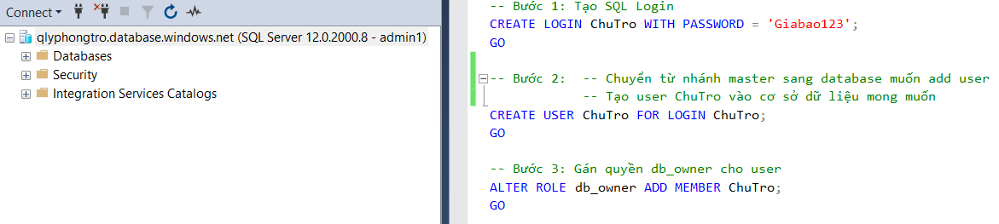 Connect
qlyphongtro.database.windows.net (SQL Server 12.0.2000.8 - admin1)
Databases
Security
Integration Services Catalogs
-- Bước 1: Tạo SQL Login
CREATE LOGIN ChuTro WITH PASSWORD = 'Giabao123';
GO
-- Bước 2:  -- Chuyển từ nhánh master sang database muốn add user
-- Tạo user ChuTro vào cơ sở dữ liệu mong muốn
CREATE USER ChuTro FOR LOGIN ChuTro;
GO
-- Bước 3: Gán quyền db_owner cho user
ALTER ROLE db_owner ADD MEMBER ChuTro;
GO